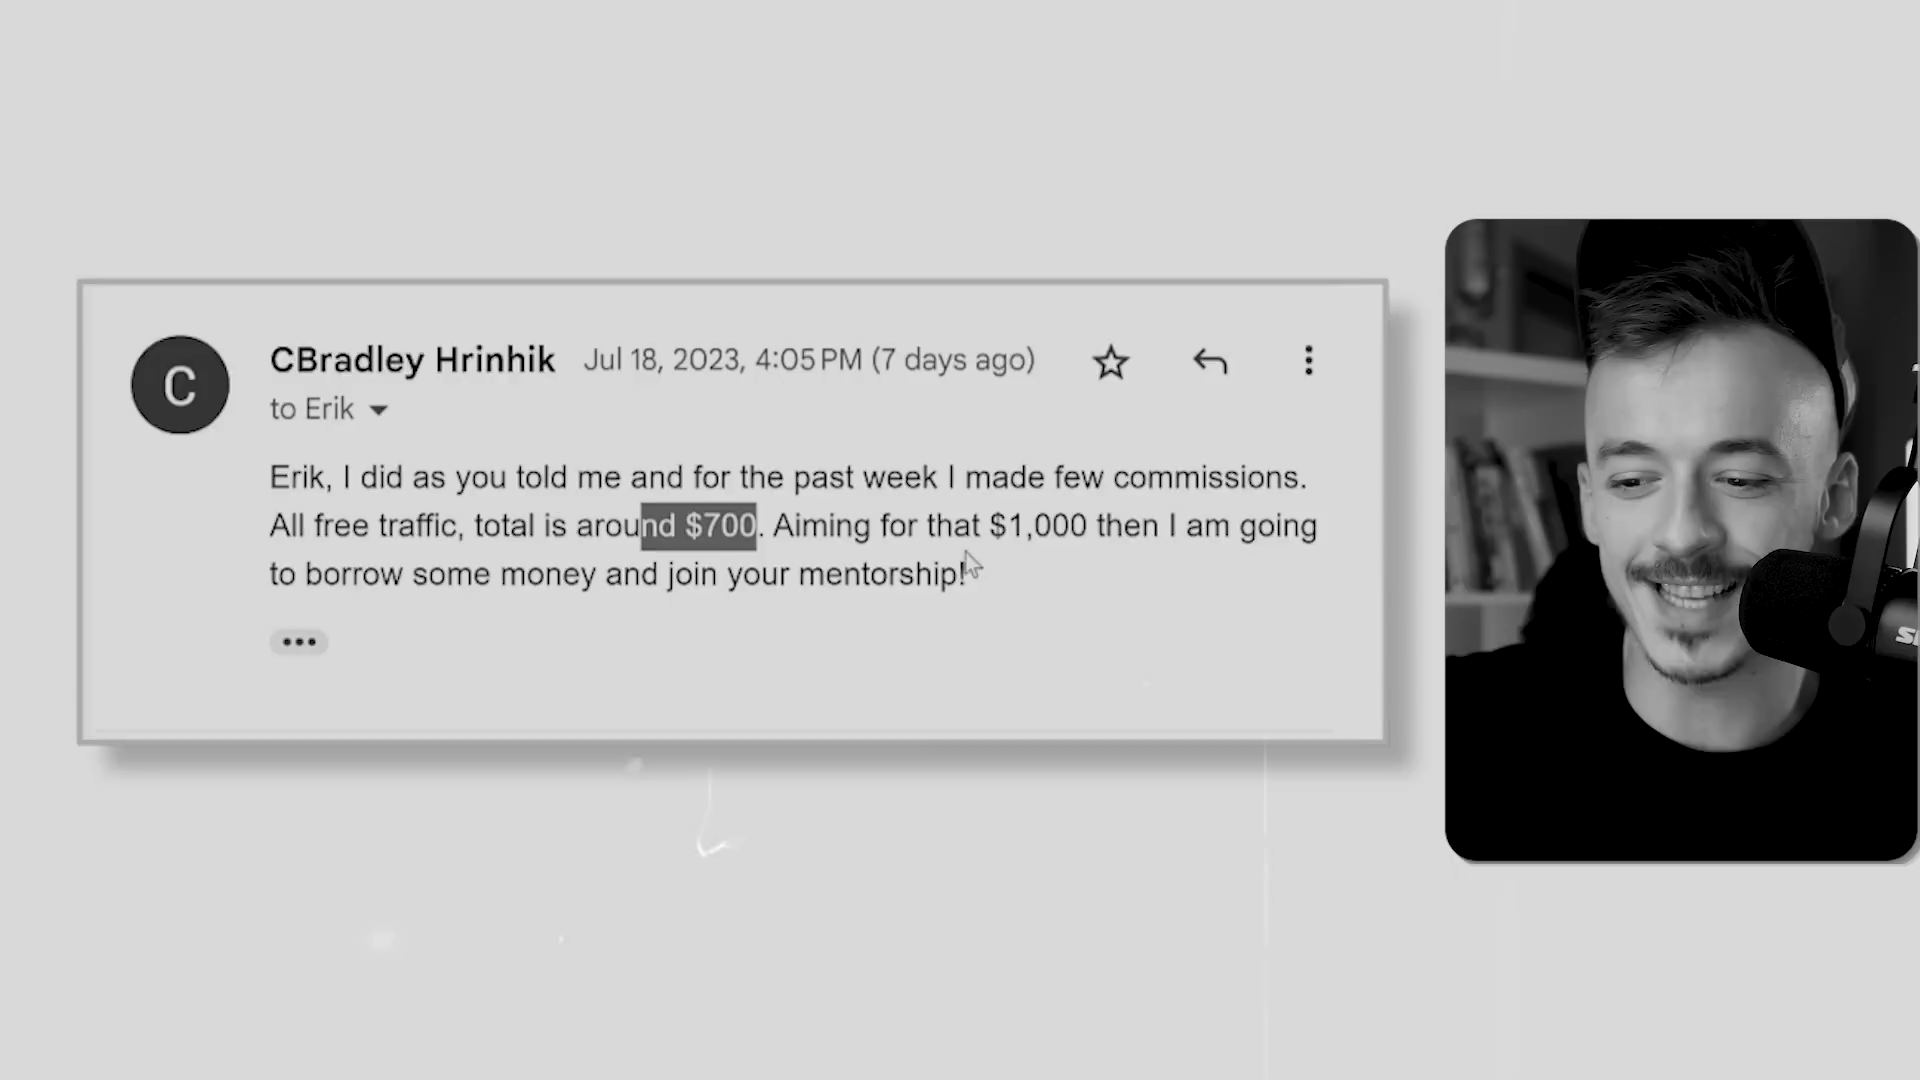 C
CBradley Hrinhik Jul 18, 2023, 4:05 PM (7 days ago)
to Erik
Erik, I did as you told me and for the past week I made few commissions.
All free traffic, total is around $700. Aiming for that $1,000 then I am going
to borrow some money and join your mentorship!